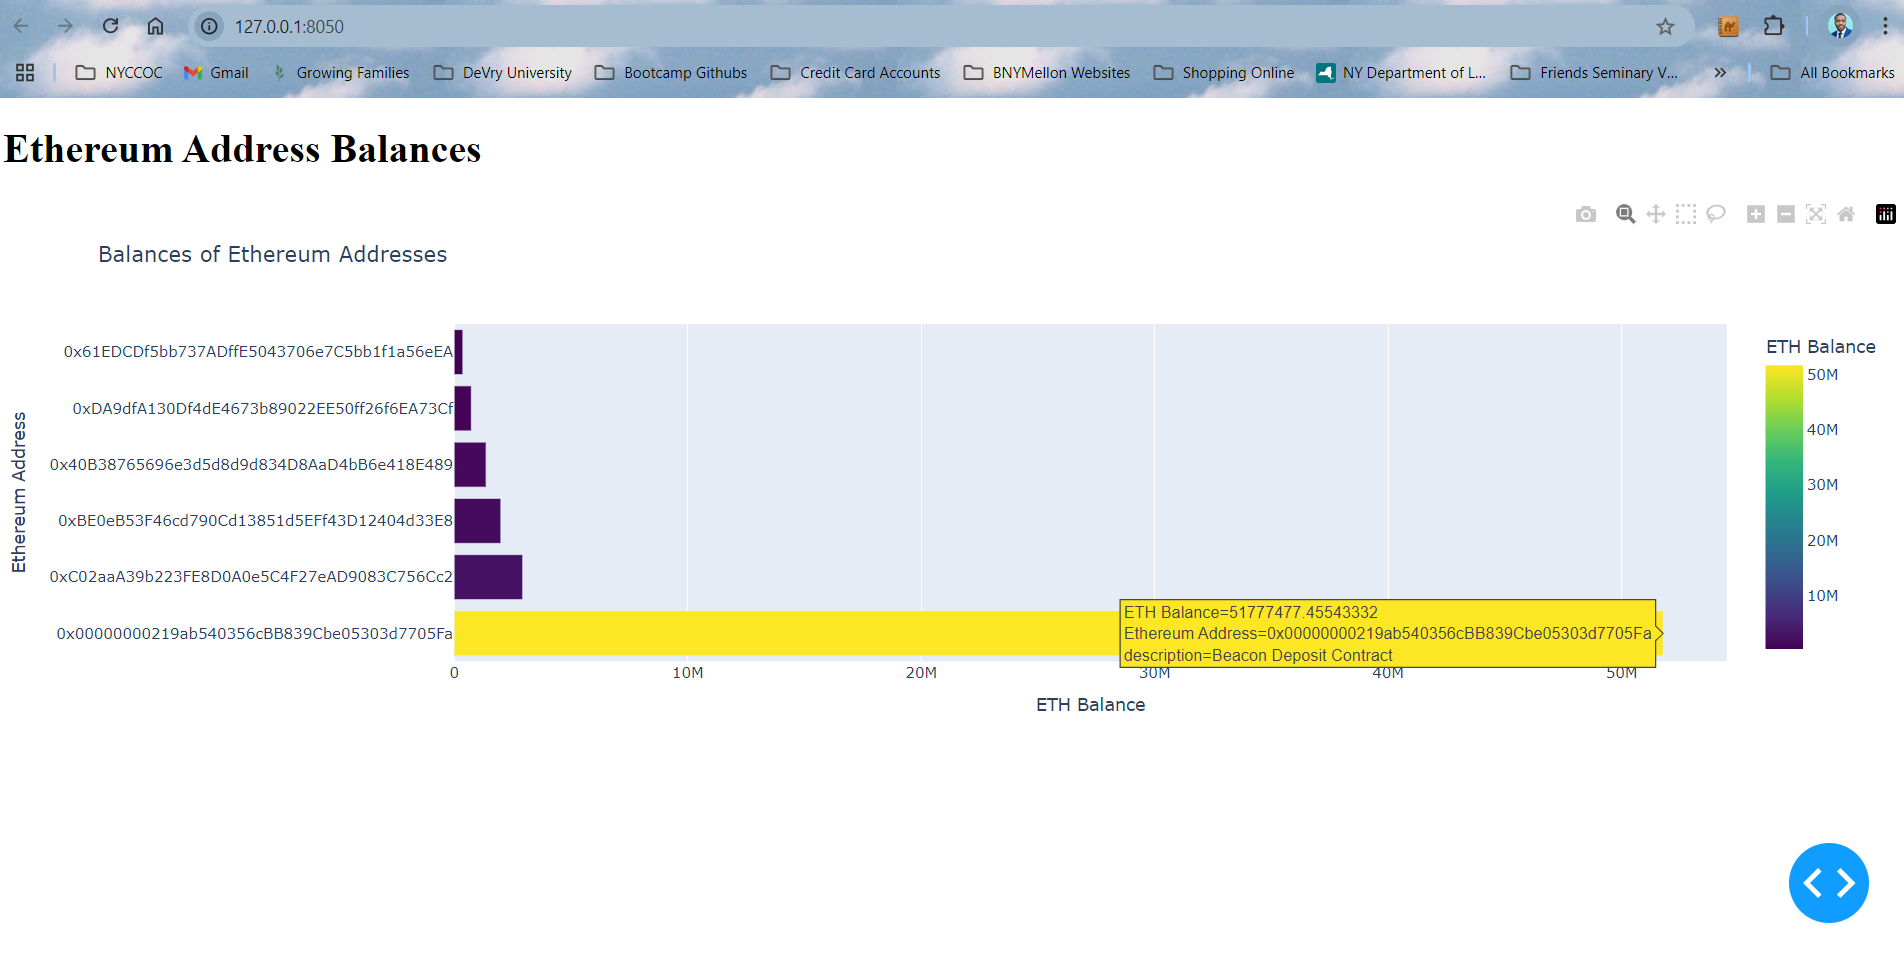 127.0.0.1:8050
NYCCOC Gmail Growing Families DeVry University Bootcamp Githubs Credit Card Accounts BNYMellon Websites Shopping Online NY Department of L... Friends Seminary V... All Bookmarks
Ethereum Address Balances
Balances of Ethereum Addresses
Ethereum Address
0x61EDCDf5bb737ADffE5043706e7C5bb1f1a56eEA
0xDA9dfA130Df4dE4673b89022EE50ff26f6EA73Cf
0x40B38765696e3d5d8d9d834D8AaD4bB6e418E489
0xBE0eB53F46cd790Cd13851d5EFf43D12404d33E8
0xC02aaA39b223FE8D0A0e5C4F27eAD9083C756Cc2
0x00000000219ab540356cBB839Cbe05303d7705Fa
ETH Balance=51777477.45543332
Ethereum Address=0x00000000219ab540356cBB839Cbe05303d7705Fa
description=Beacon Deposit Contract
0 10M 20M 30M 40M 50M
ETH Balance
ETH Balance
50M
40M
30M
20M
10M